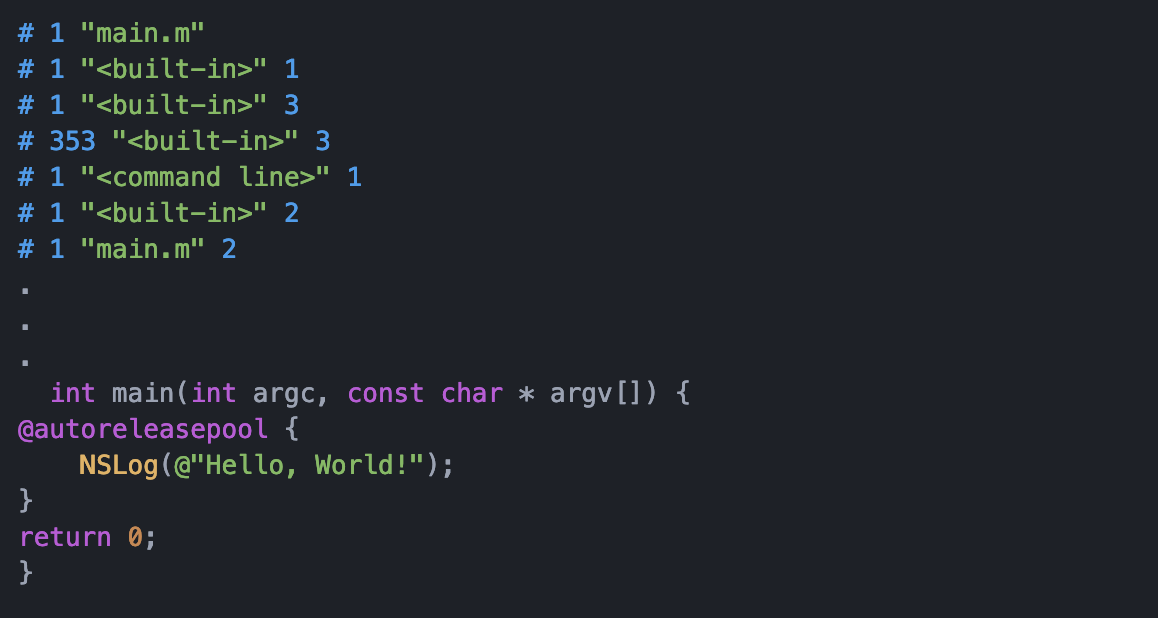 # 1 "main.m"
# 1 "<built-in>" 1
# 1 "<built-in>" 3
# 353 "<built-in>" 3
# 1 "<command line>" 1
# 1 "<built-in>" 2
# 1 "main.m" 2
.
.
.
  int main(int argc, const char * argv[]) {
@autoreleasepool {
    NSLog(@"Hello, World!");
}
return 0;
}